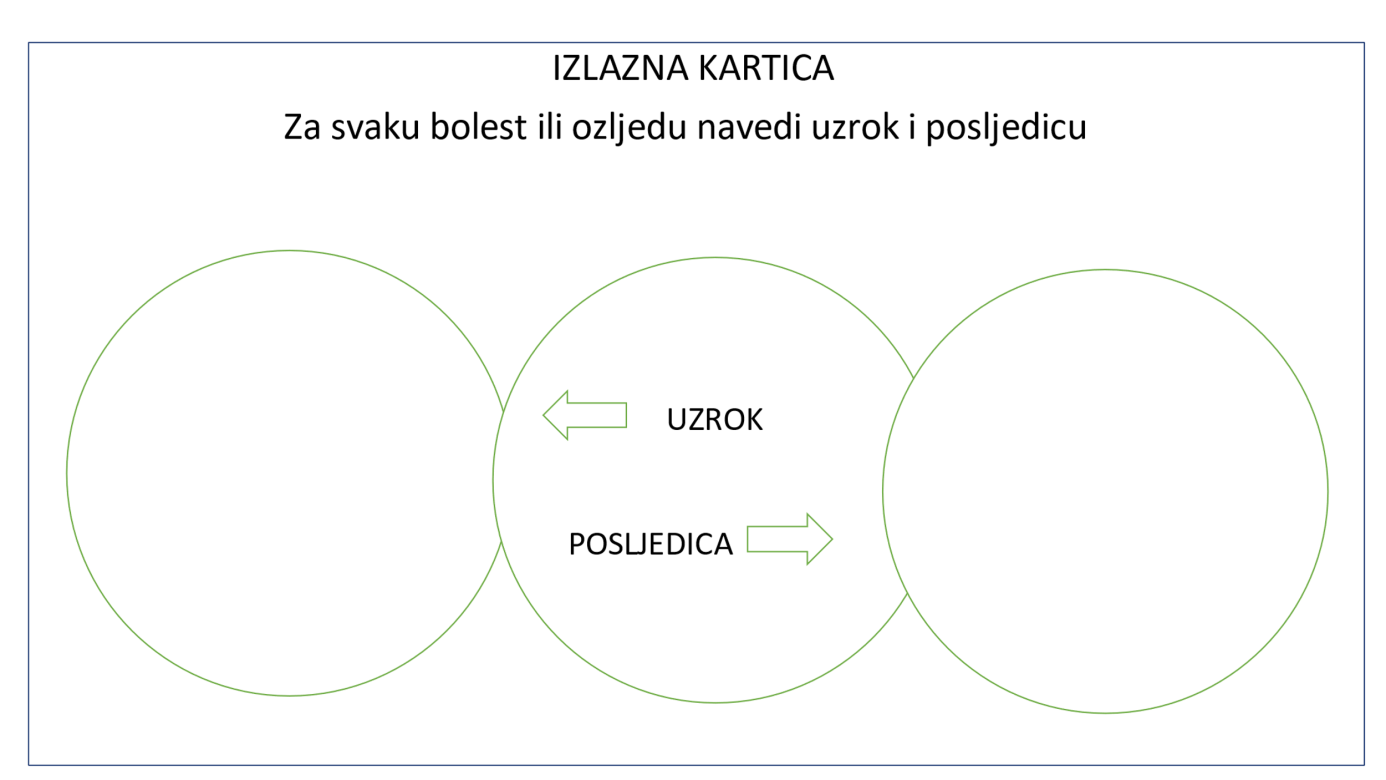 IZLAZNA KARTICA
Za svaku bolest ili ozljedu navedi uzrok i posljedicu
UZROK
POSLJEDICA